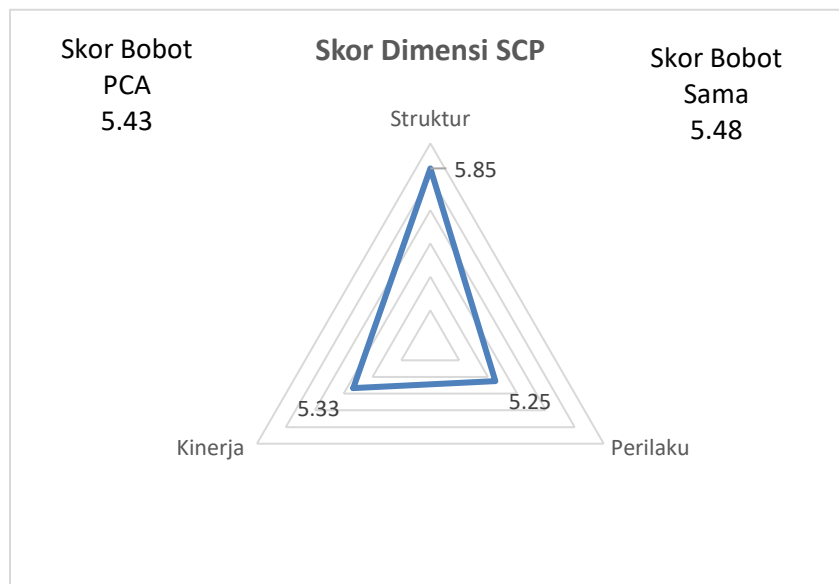 Skor Bobot
PCA
5.43
Skor Dimensi SCP
Skor Bobot
Sama
5.48
Struktur
5.85
5.33
5.25
Kinerja
Perilaku